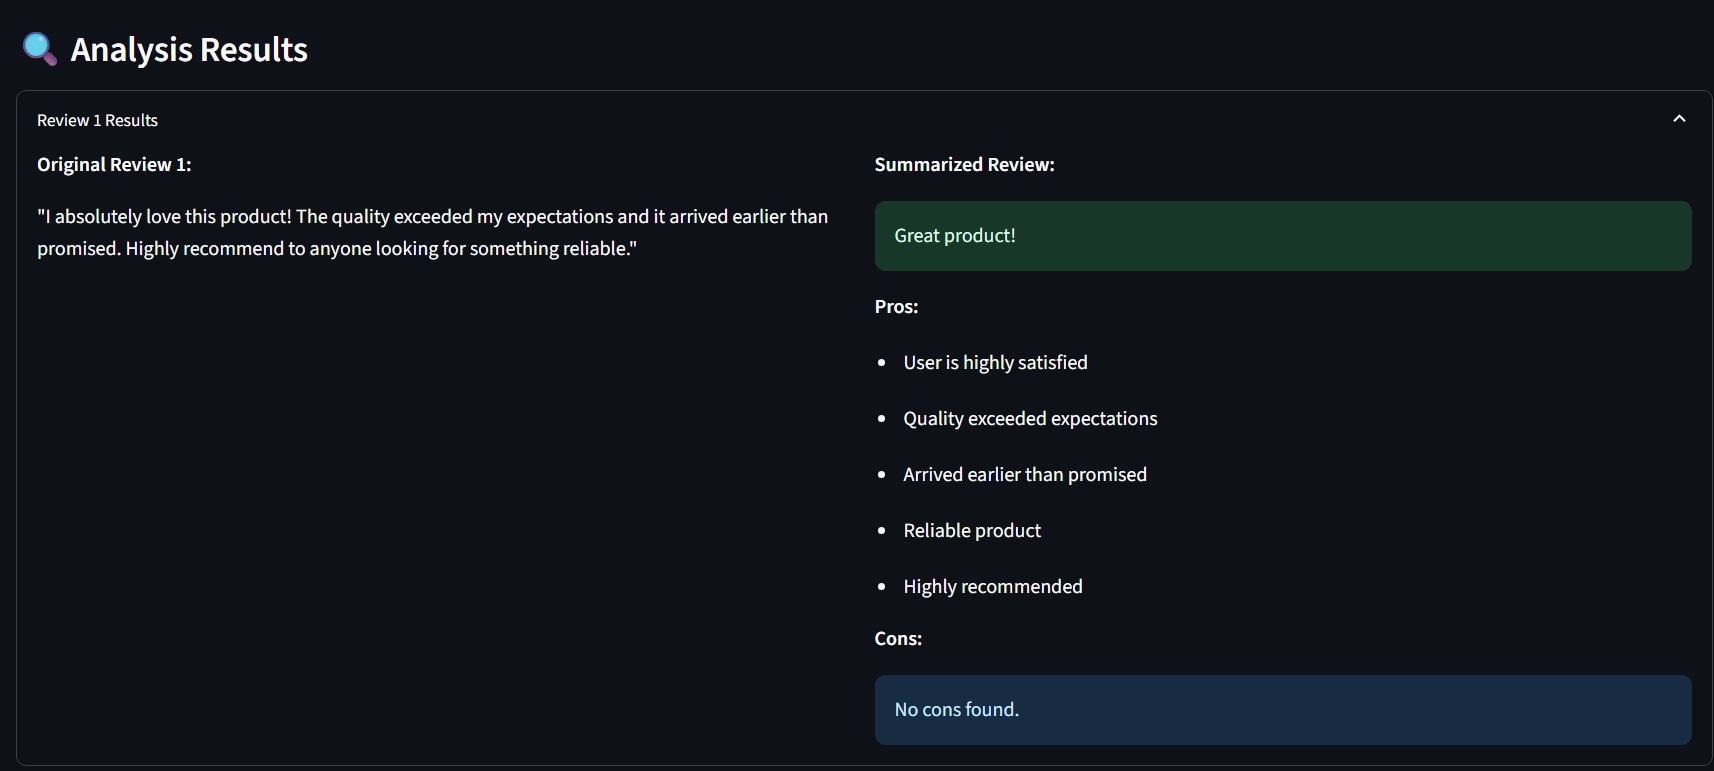 Analysis Results
Review 1 Results
Original Review 1:
"I absolutely love this product! The quality exceeded my expectations and it arrived earlier than
promised. Highly recommend to anyone looking for something reliable."
Summarized Review:
Great product!
Pros:
• User is highly satisfied
• Quality exceeded expectations
• Arrived earlier than promised
• Reliable product
• Highly recommended
Cons:
No cons found.